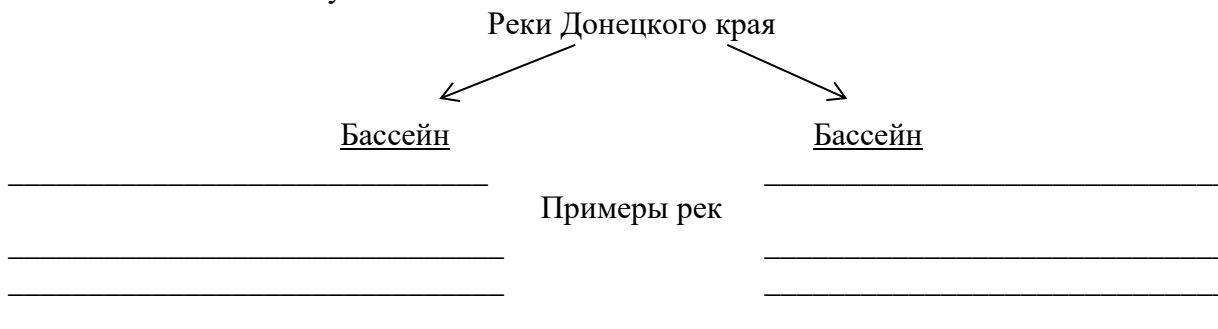 Реки Донецкого края
Бассейн Бассейн
Примеры рек